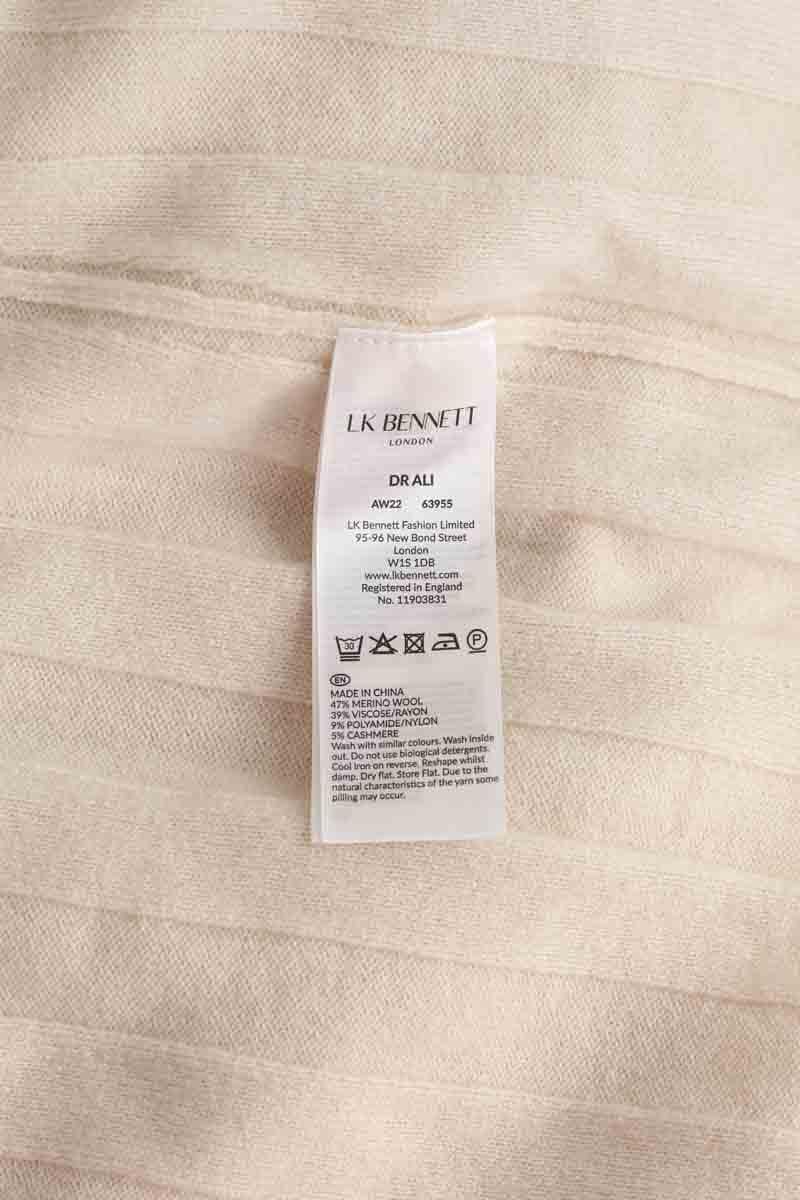 LK BENNETT
LONDON
DR ALI
AW22 63955
LK Bennett Fashion Limited
95-96 New Bond Street
London
W1S 1DB
www.lkbennett.com
Registered in England
No. 11903831
30 P
EN
MADE IN CHINA
47% MERINO WOOL
39% VISCOSE/RAYON
9% POLYAMIDE/NYLON
5% CASHMERE
Wash with similar colours. Wash inside
out. Do not use biological detergents.
Cool Iron on reverse. Reshape whilst
damp. Dry flat. Store Flat. Due to the
natural characteristics of the yarn some
pilling may occur.